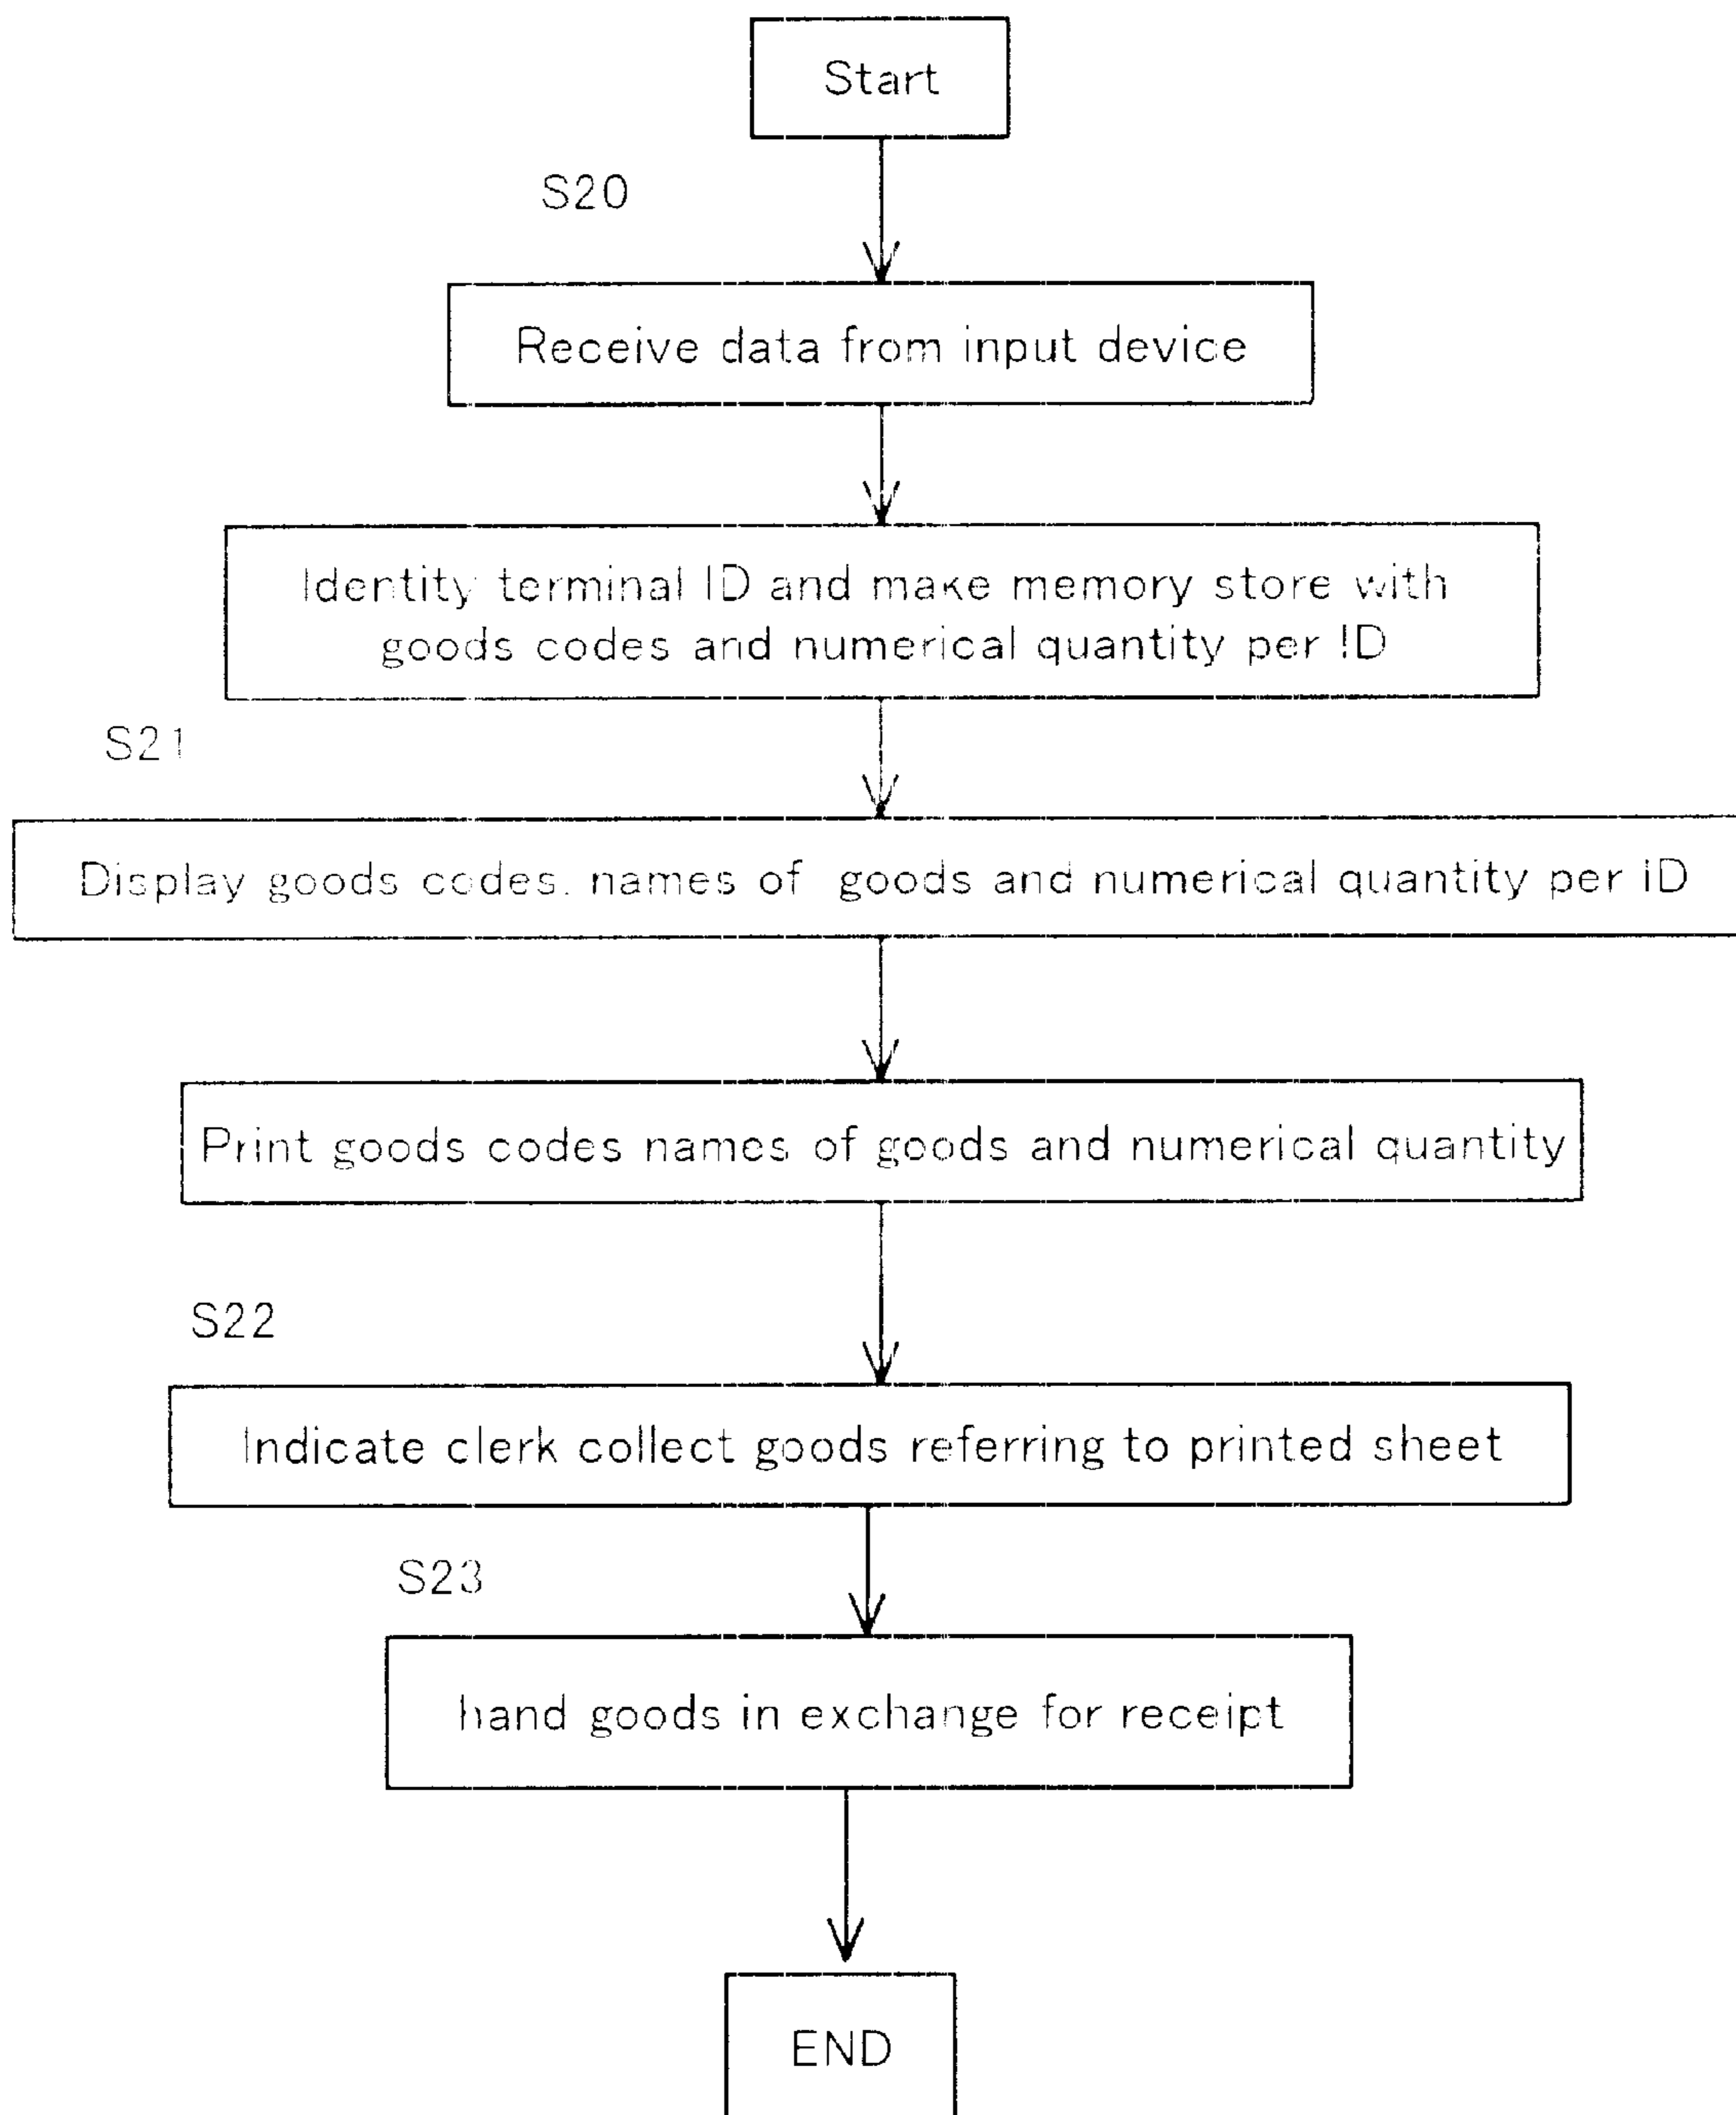 Start
S20
Receive data from input device
Identity terminal ID and make memory store with
goods codes and numerical quantity per ID
S21
Display goods codes. names of goods and numerical quantity per ID
Print goods codes names of goods and numerical quantity
S22
Indicate clerk collect goods referring to printed sheet
S23
hand goods in exchange for receipt
END